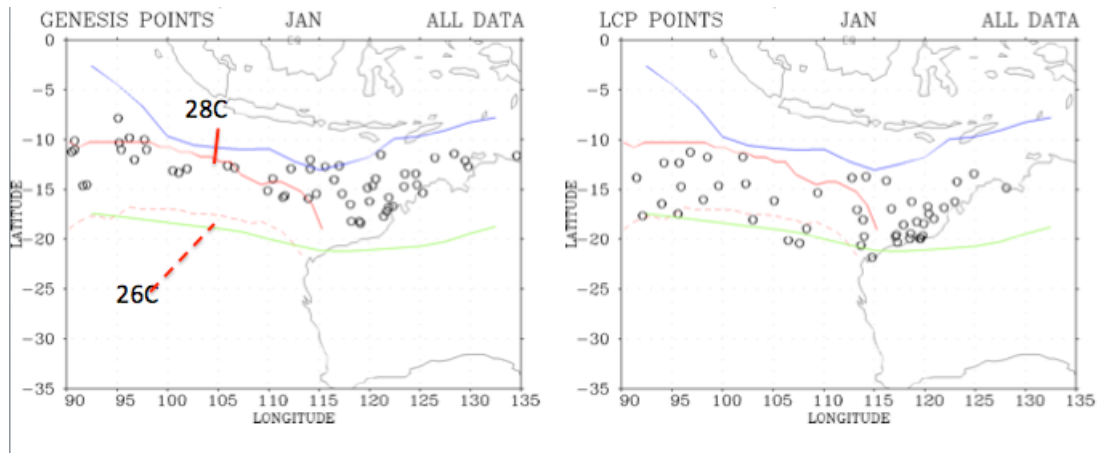 GENESIS POINTS JAN ALL DATA
EQ
0
−5
−10
−15
−20
−25
−30
−35
LATITUDE
28C
26C
90 95 100 105 110 115 120 125 130 135
LONGITUDE
LCP POINTS JAN ALL DATA
EQ
0
−5
−10
−15
−20
−25
−30
−35
LATITUDE
90 95 100 105 110 115 120 125 130 135
LONGITUDE